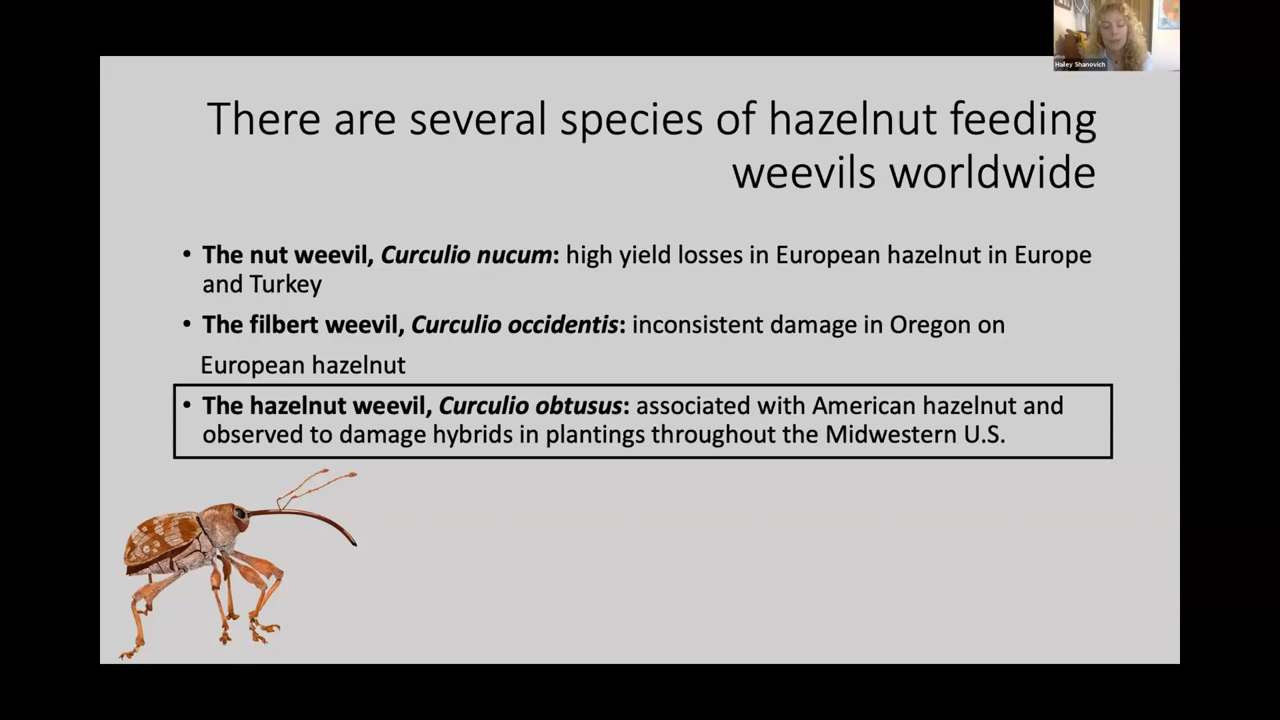 Hailey Shanovich
There are several species of hazelnut feeding
weevils worldwide
• The nut weevil, Curculio nucum: high yield losses in European hazelnut in Europe
and Turkey
• The filbert weevil, Curculio occidentis: inconsistent damage in Oregon on
European hazelnut
• The hazelnut weevil, Curculio obtusus: associated with American hazelnut and
observed to damage hybrids in plantings throughout the Midwestern U.S.